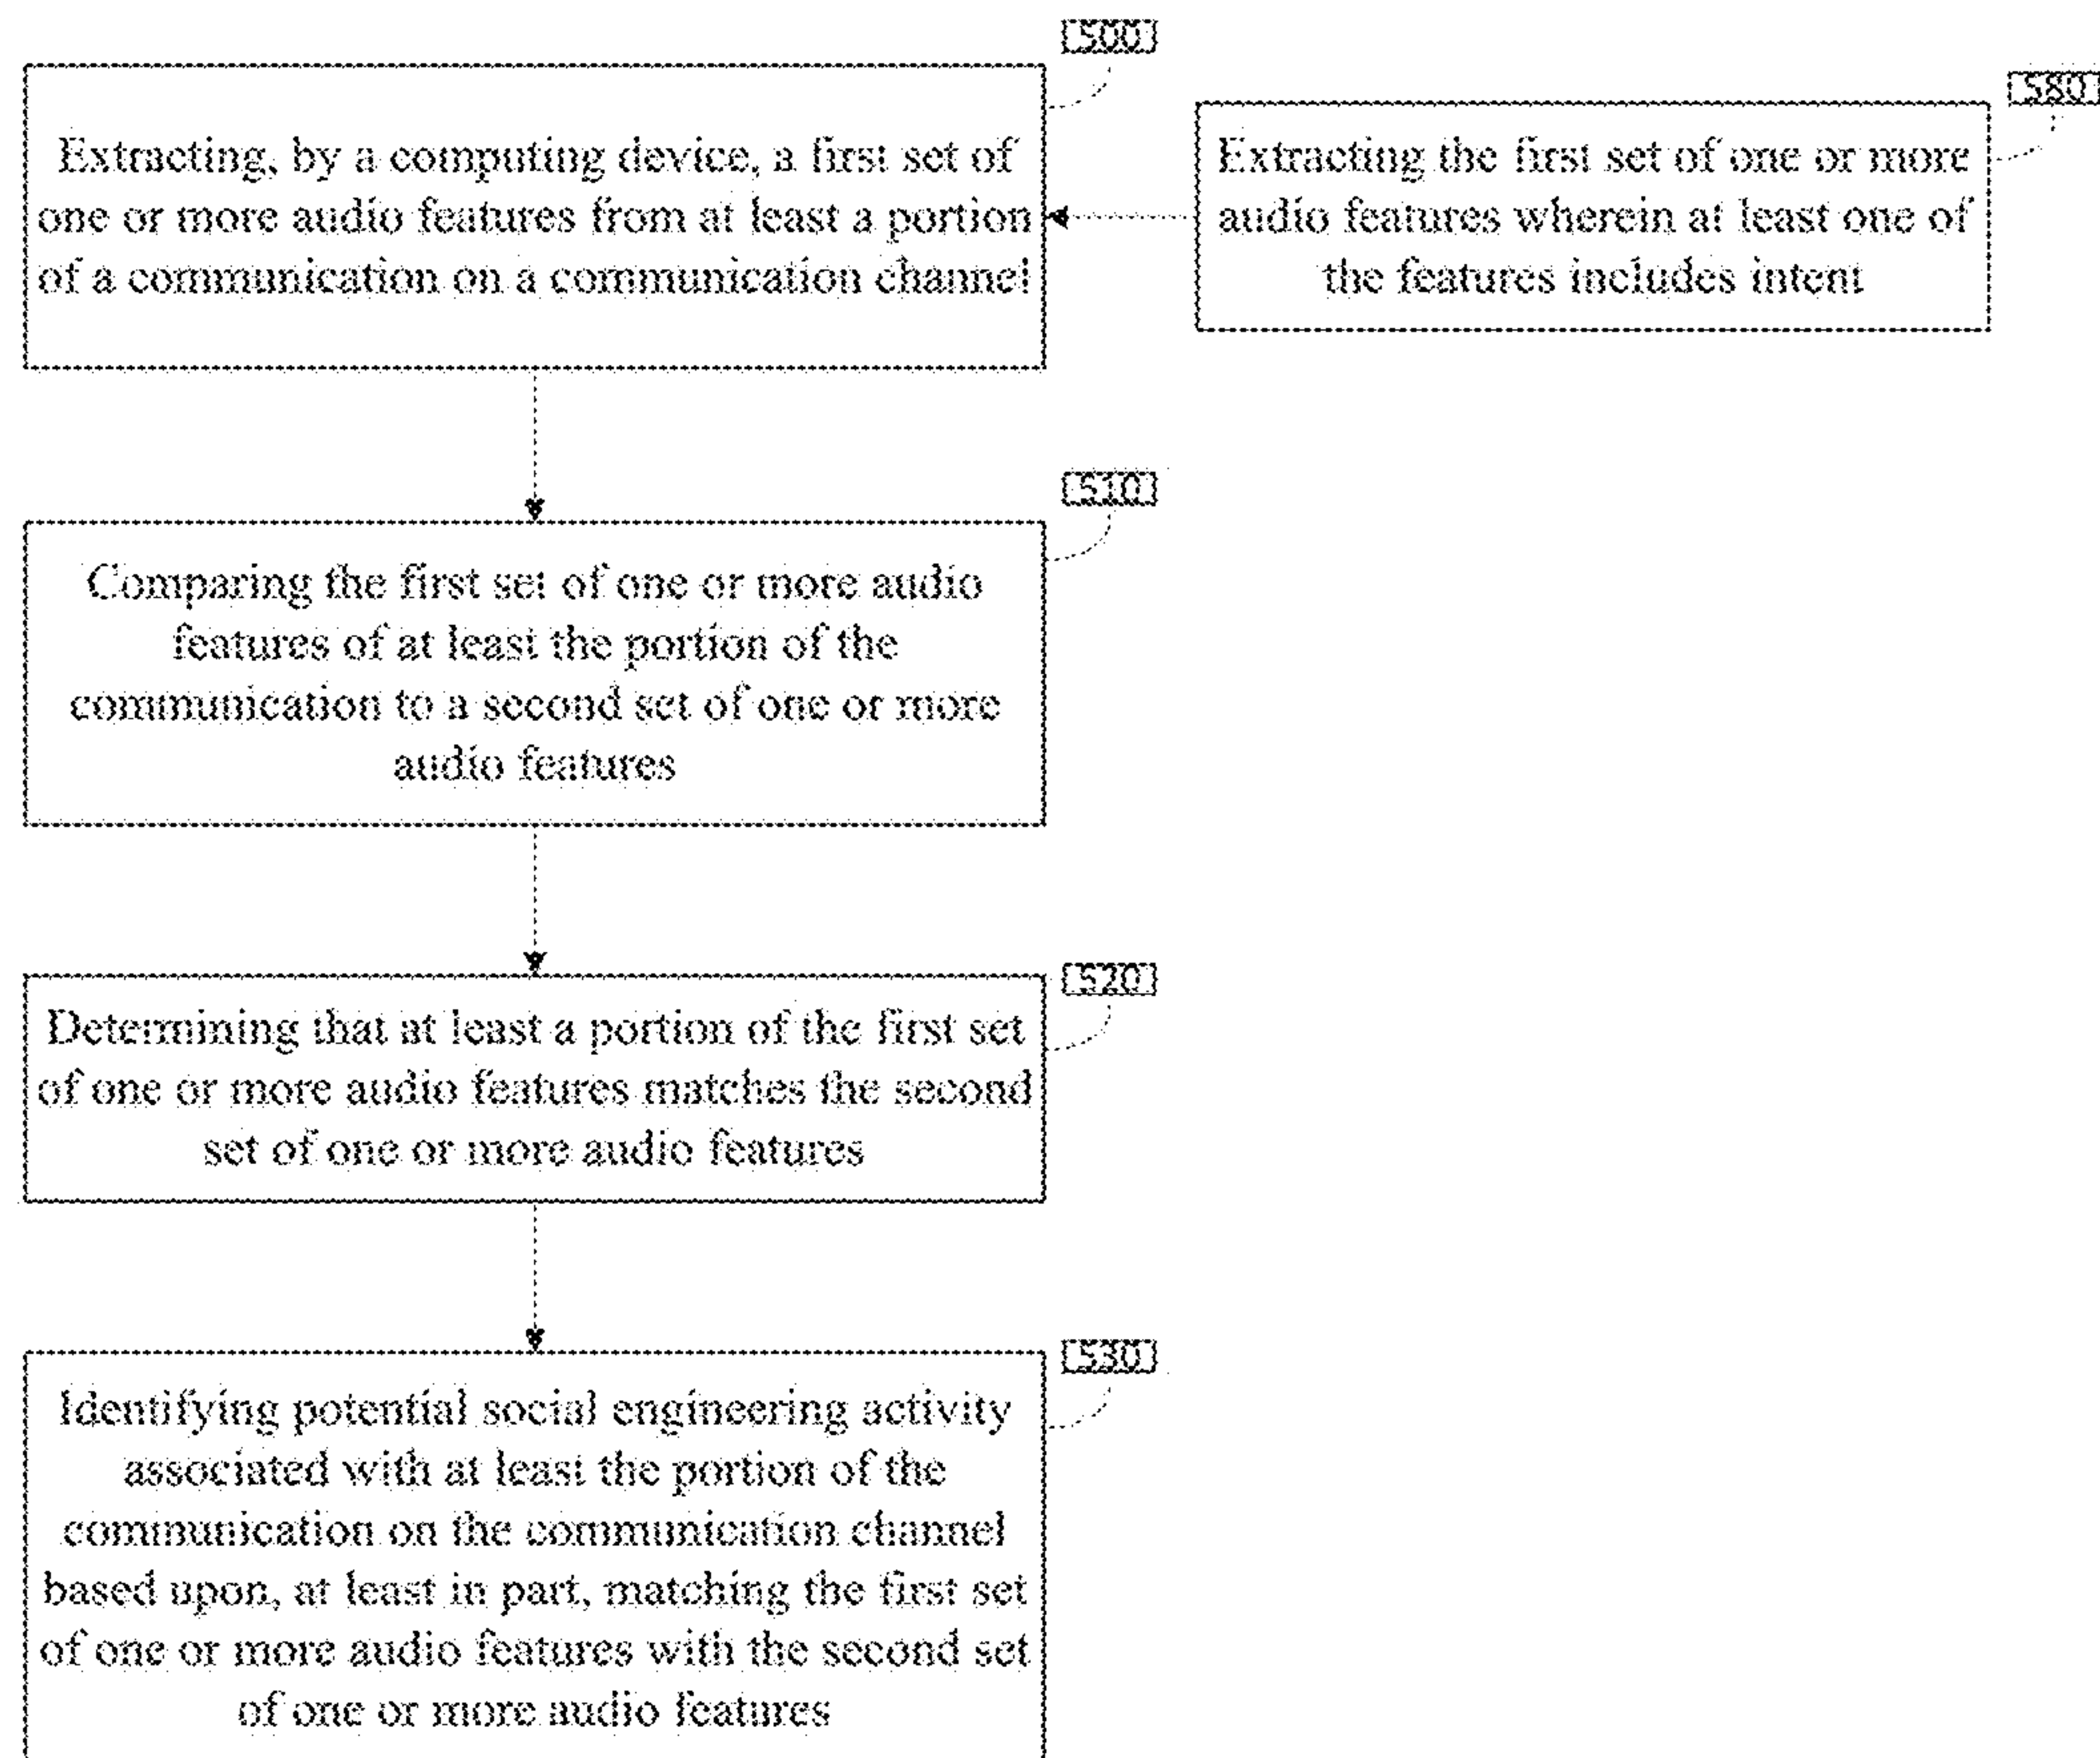 500
Extracting, by a computing device, a first set of
one or more audio features from at least a portion
of a communication on a communication channel
580
Extracting the first set of one or more
audio features wherein at least one of
the features includes intent
510
Comparing the first set of one or more audio
features of at least the portion of the
communication to a second set of one or more
audio features
520
Determining that at least a portion of the first set
of one or more audio features matches the second
set of one or more audio features
530
Identifying potential social engineering activity
associated with at least the portion of the
communication on the communication channel
based upon, at least in part, matching the first set
of one or more audio features with the second set
of one or more audio features